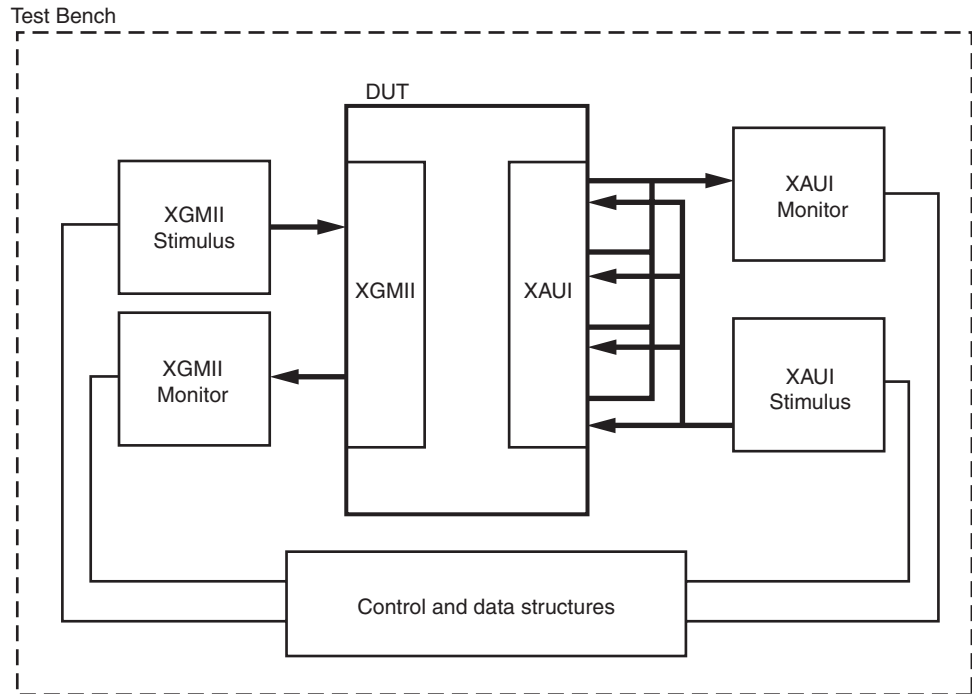 Test Bench
DUT
XGMII
Stimulus
XGMII
Monitor
XGMII
XAUI
XAUI
Monitor
XAUI
Stimulus
Control and data structures